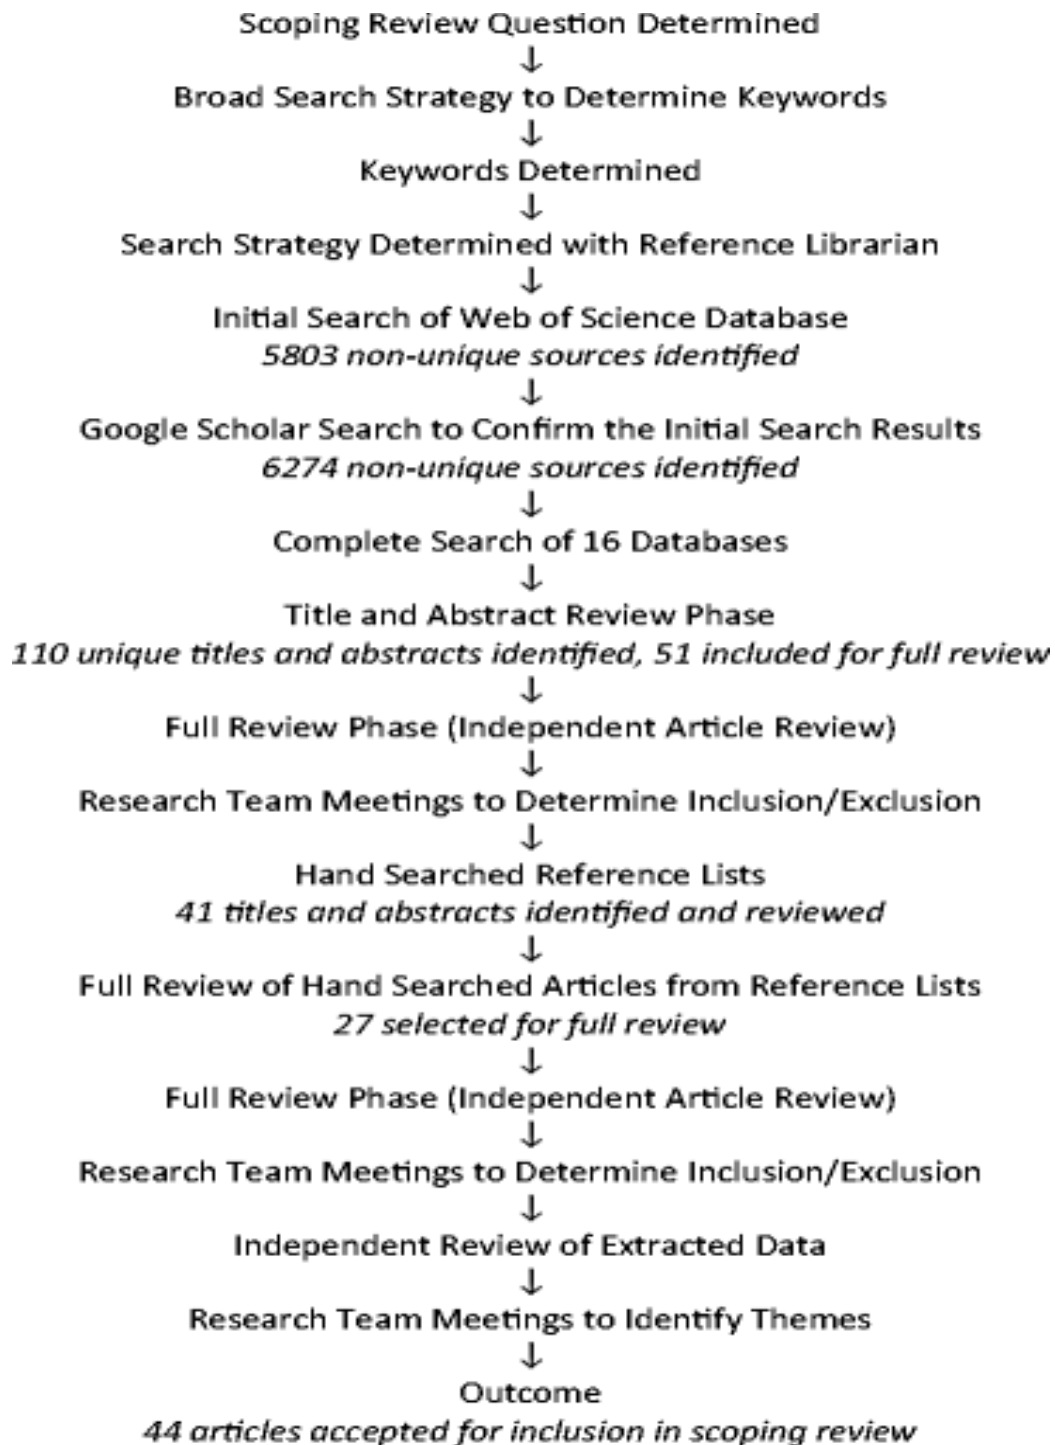 Scoping Review Question Determined
↓
Broad Search Strategy to Determine Keywords
↓
Keywords Determined
↓
Search Strategy Determined with Reference Librarian
↓
Initial Search of Web of Science Database
5803 non-unique sources identified
↓
Google Scholar Search to Confirm the Initial Search Results
6274 non-unique sources identified
↓
Complete Search of 16 Databases
↓
Title and Abstract Review Phase
110 unique titles and abstracts identified, 51 included for full review
↓
Full Review Phase (Independent Article Review)
↓
Research Team Meetings to Determine Inclusion/Exclusion
↓
Hand Searched Reference Lists
41 titles and abstracts identified and reviewed
↓
Full Review of Hand Searched Articles from Reference Lists
27 selected for full review
↓
Full Review Phase (Independent Article Review)
↓
Research Team Meetings to Determine Inclusion/Exclusion
↓
Independent Review of Extracted Data
↓
Research Team Meetings to Identify Themes
↓
Outcome
44 articles accepted for inclusion in scoping review